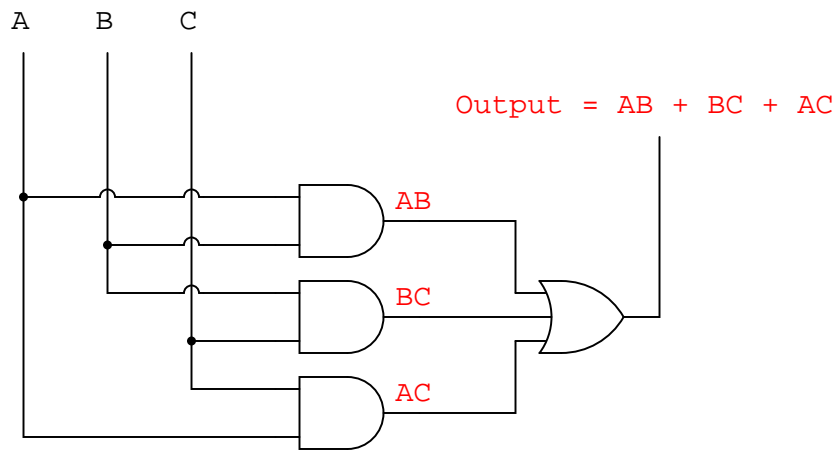 A B C
Output = AB + BC + AC
AB
BC
AC